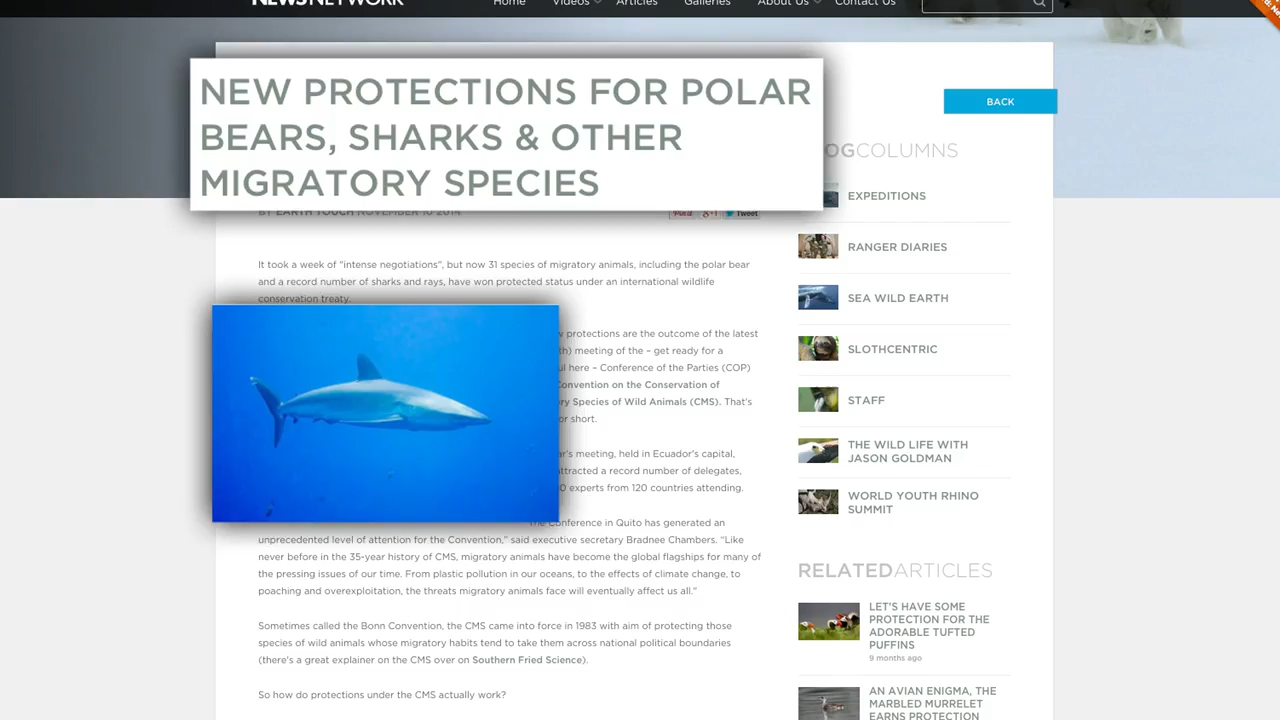 NEWSNETWORK
Home Videos Articles Galleries About Us Contact Us
NEW PROTECTIONS FOR POLAR
BEARS, SHARKS & OTHER
MIGRATORY SPECIES
BY EARTH TOUCH NOVEMBER 10 2014
Pin it g+1 Tweet
It took a week of "intense negotiations", but now 31 species of migratory animals, including the polar bear
and a record number of sharks and rays, have won protected status under an international wildlife
conservation treaty.
protections are the outcome of the latest
meeting of the – get ready for a
here – Conference of the Parties (COP)
Convention on the Conservation of
Species of Wild Animals (CMS). That's
for short.
meeting, held in Ecuador's capital,
attracted a record number of delegates,
experts from 120 countries attending.
The Conference in Quito has generated an
unprecedented level of attention for the Convention," said executive secretary Bradnee Chambers. "Like
never before in the 35-year history of CMS, migratory animals have become the global flagships for many of
the pressing issues of our time. From plastic pollution in our oceans, to the effects of climate change, to
poaching and overexploitation, the threats migratory animals face will eventually affect us all."
Sometimes called the Bonn Convention, the CMS came into force in 1983 with aim of protecting those
species of wild animals whose migratory habits tend to take them across national political boundaries
(there's a great explainer on the CMS over on Southern Fried Science).
So how do protections under the CMS actually work?
BACK
OGCOLUMNS
EXPEDITIONS
RANGER DIARIES
SEA WILD EARTH
SLOTHCENTRIC
STAFF
THE WILD LIFE WITH
JASON GOLDMAN
WORLD YOUTH RHINO
SUMMIT
RELATEDARTICLES
LET'S HAVE SOME
PROTECTION FOR THE
ADORABLE TUFTED
PUFFINS
9 months ago
AN AVIAN ENIGMA, THE
MARBLED MURRELET
EARNS PROTECTION